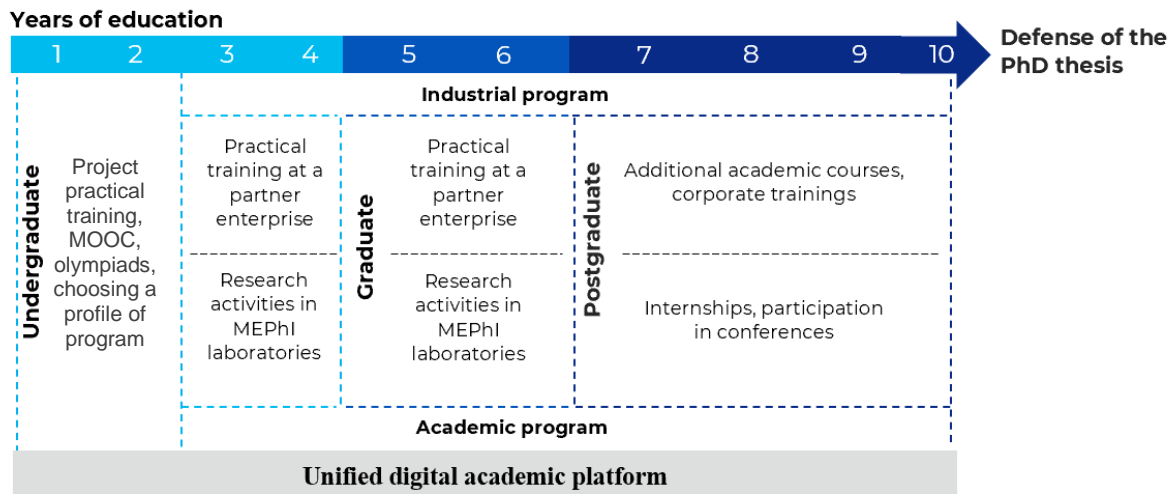 Years of education
1 2 3 4 5 6 7 8 9 10
Defense of the
PhD thesis
Industrial program
Undergraduate
Project
practical
training,
MOOC,
olympiads,
choosing a
profile of
program
Practical
training at a
partner
enterprise
Research
activities in
MEPhI
laboratories
Graduate
Practical
training at a
partner
enterprise
Research
activities in
MEPhI
laboratories
Postgraduate
Additional academic courses,
corporate trainings
Internships, participation
in conferences
Academic program
Unified digital academic platform